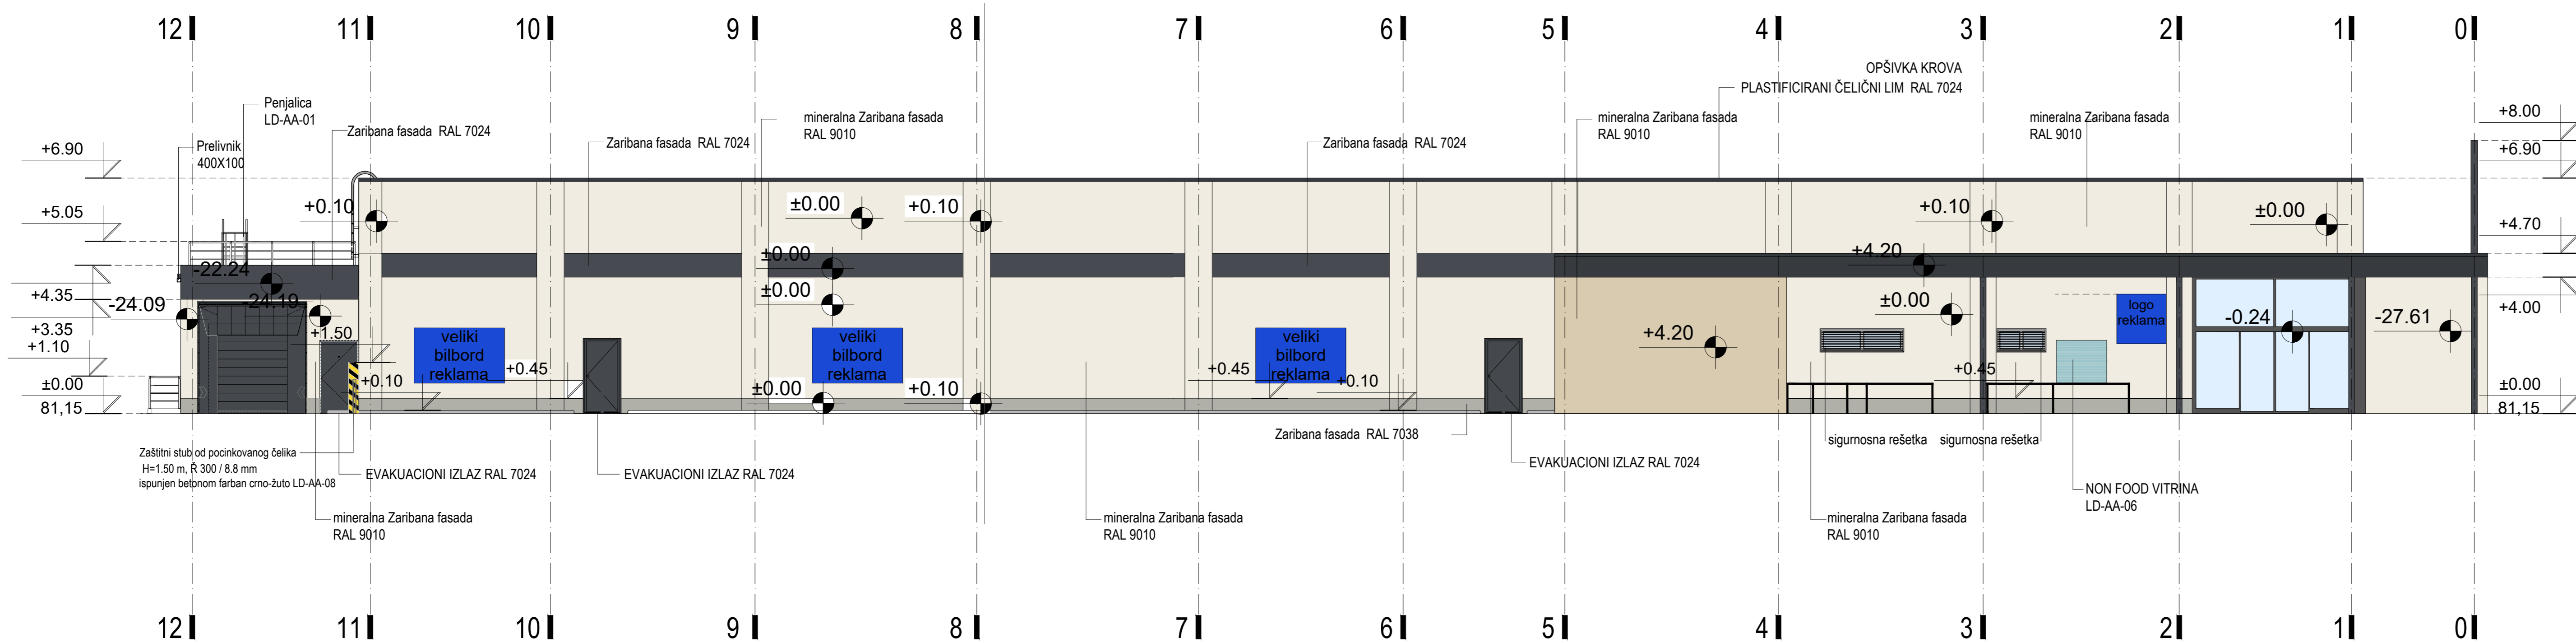 12 11 10 9 8 7 6 5 4 3 2 1 0
OPŠIVKA KROVA
PLASTIFICIRANI ČELIČNI LIM RAL 7024
Penjalica
LD-AA-01
Zaribana fasada RAL 7024
Prelivnik
400X100
Zaribana fasada RAL 7024
mineralna Zaribana fasada
RAL 9010
Zaribana fasada RAL 7024
mineralna Zaribana fasada
RAL 9010
mineralna Zaribana fasada
RAL 9010
+8.00
+6.90
+6.90
+5.05
+4.70
+0.10
±0.00
+0.10
+0.10
±0.00
-22.24
±0.00
+4.20
+4.35
-24.09
-24.19
±0.00
±0.00
+4.00
+3.35
+1.50
+1.10
veliki
bilbord
reklama
veliki
bilbord
reklama
veliki
bilbord
reklama
logo
reklama
+4.20
-0.24
-27.61
+0.45
+0.45
+0.45
+0.10
±0.00
+0.10
+0.10
±0.00
81,15
±0.00
81,15
Zaribana fasada RAL 7038
sigurnosna rešetka
sigurnosna rešetka
Zaštitni stub od pocinkovanog čelika
H=1.50 m, R 300 / 8.8 mm
ispunjen betonom farban crno-žuto LD-AA-08
EVAKUACIONI IZLAZ RAL 7024
EVAKUACIONI IZLAZ RAL 7024
EVAKUACIONI IZLAZ RAL 7024
NON FOOD VITRINA
LD-AA-06
mineralna Zaribana fasada
RAL 9010
mineralna Zaribana fasada
RAL 9010
mineralna Zaribana fasada
RAL 9010
12 11 10 9 8 7 6 5 4 3 2 1 0